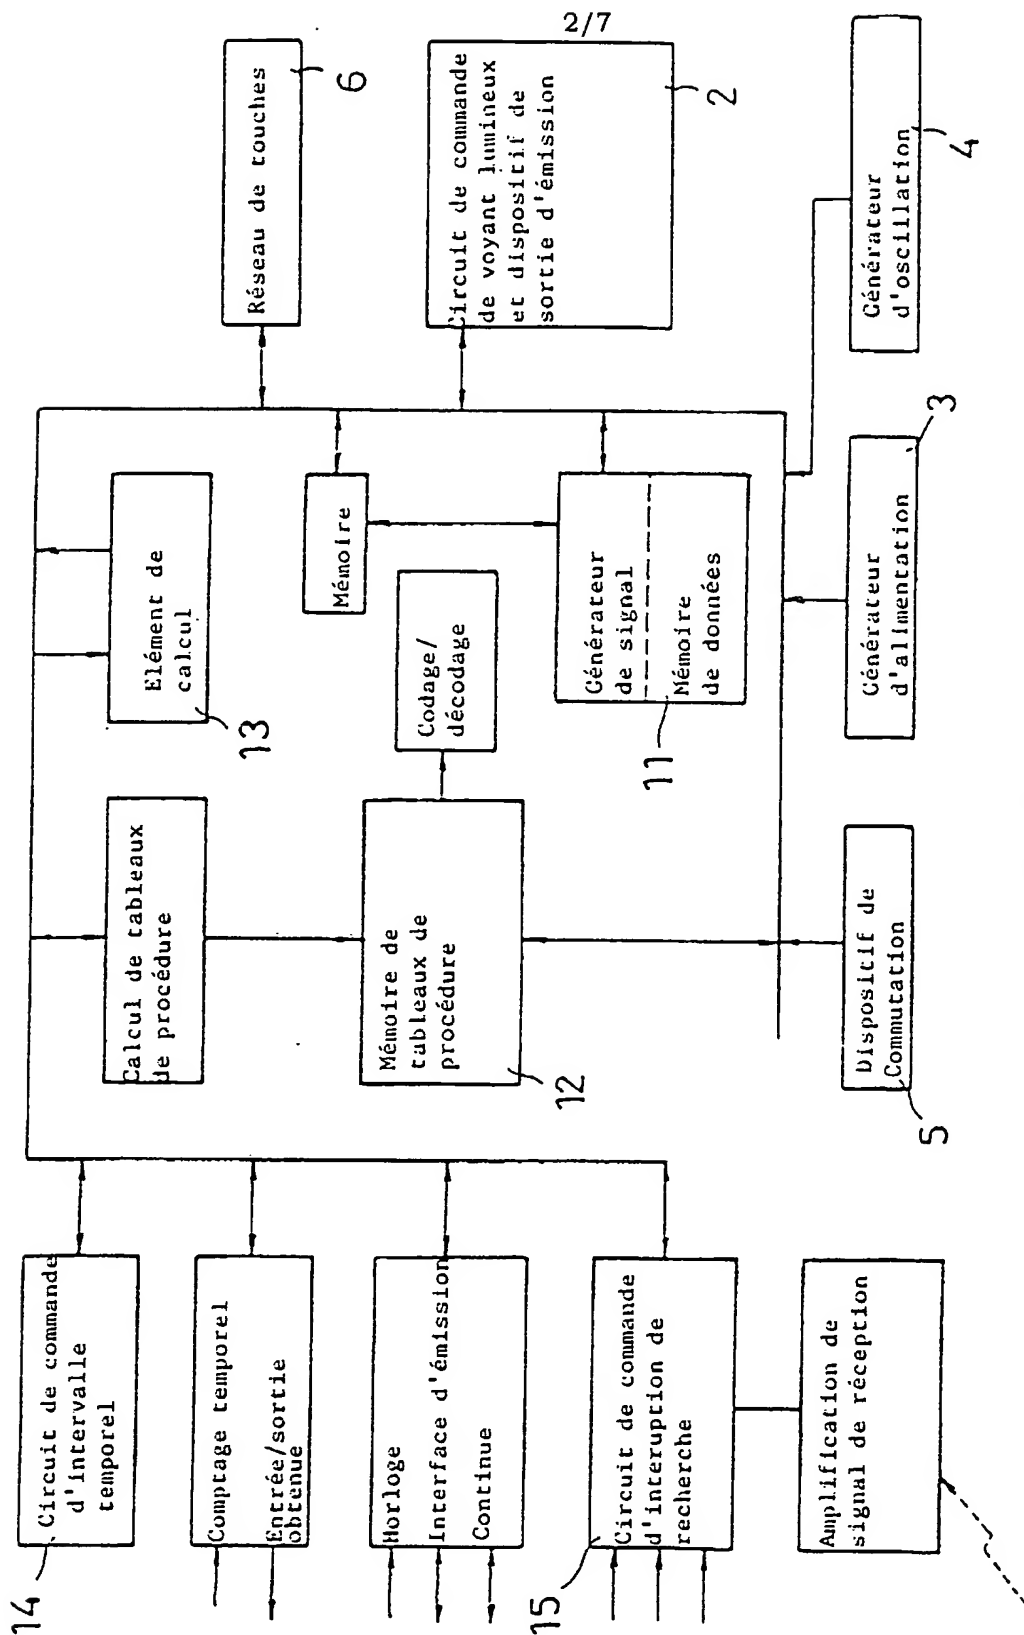 2/7
14
Circuit de commande
d'intervalle
temporel
Comptage temporel
Entrée/sortie
obtenue
Horloge
Interface d'émission
Continue
15
Circuit de commande
d'interuption de
recherche
Amplification de
signal de réception
Calcul de tableaux
de procédure
Mémoire de
tableaux de
procédure
12
Codage/
décodage
Elément de
calcul
13
Mémoire
Générateur
de signal
Mémoire
de données
11
Dispositif de
Commutation
5
Générateur
d'alimentation
3
Générateur
d'oscillation
4
Réseau de touches
6
Circuit de commande
de voyant lumineux
et dispositif de
sortie d'émission
2